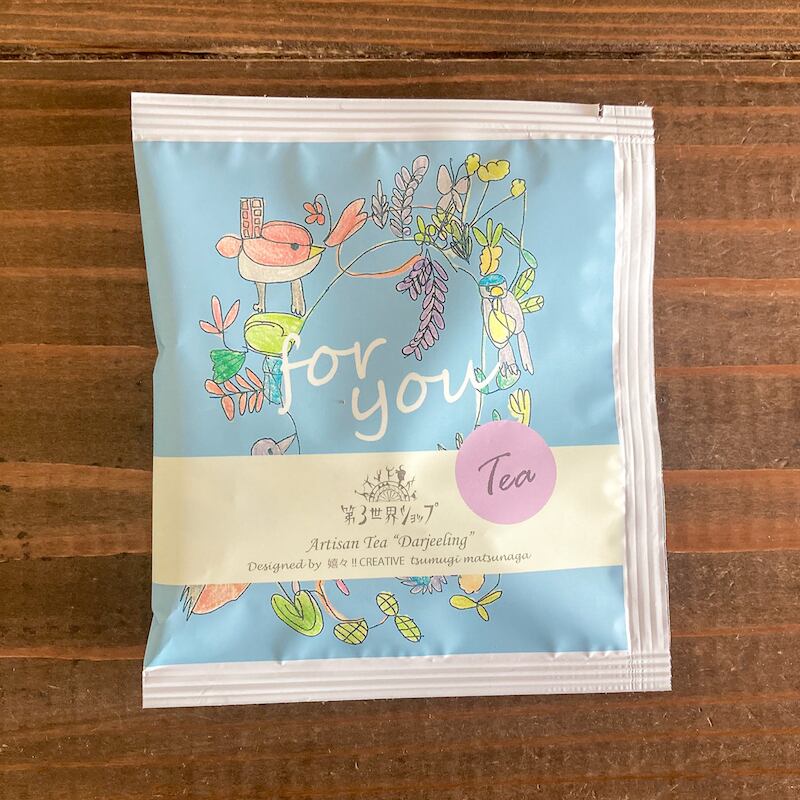 for
you
Tea
第3世界ショップ
Artisan Tea “Darjeeling”
Designed by 嬉々!!CREATIVE tsumugi matsunaga